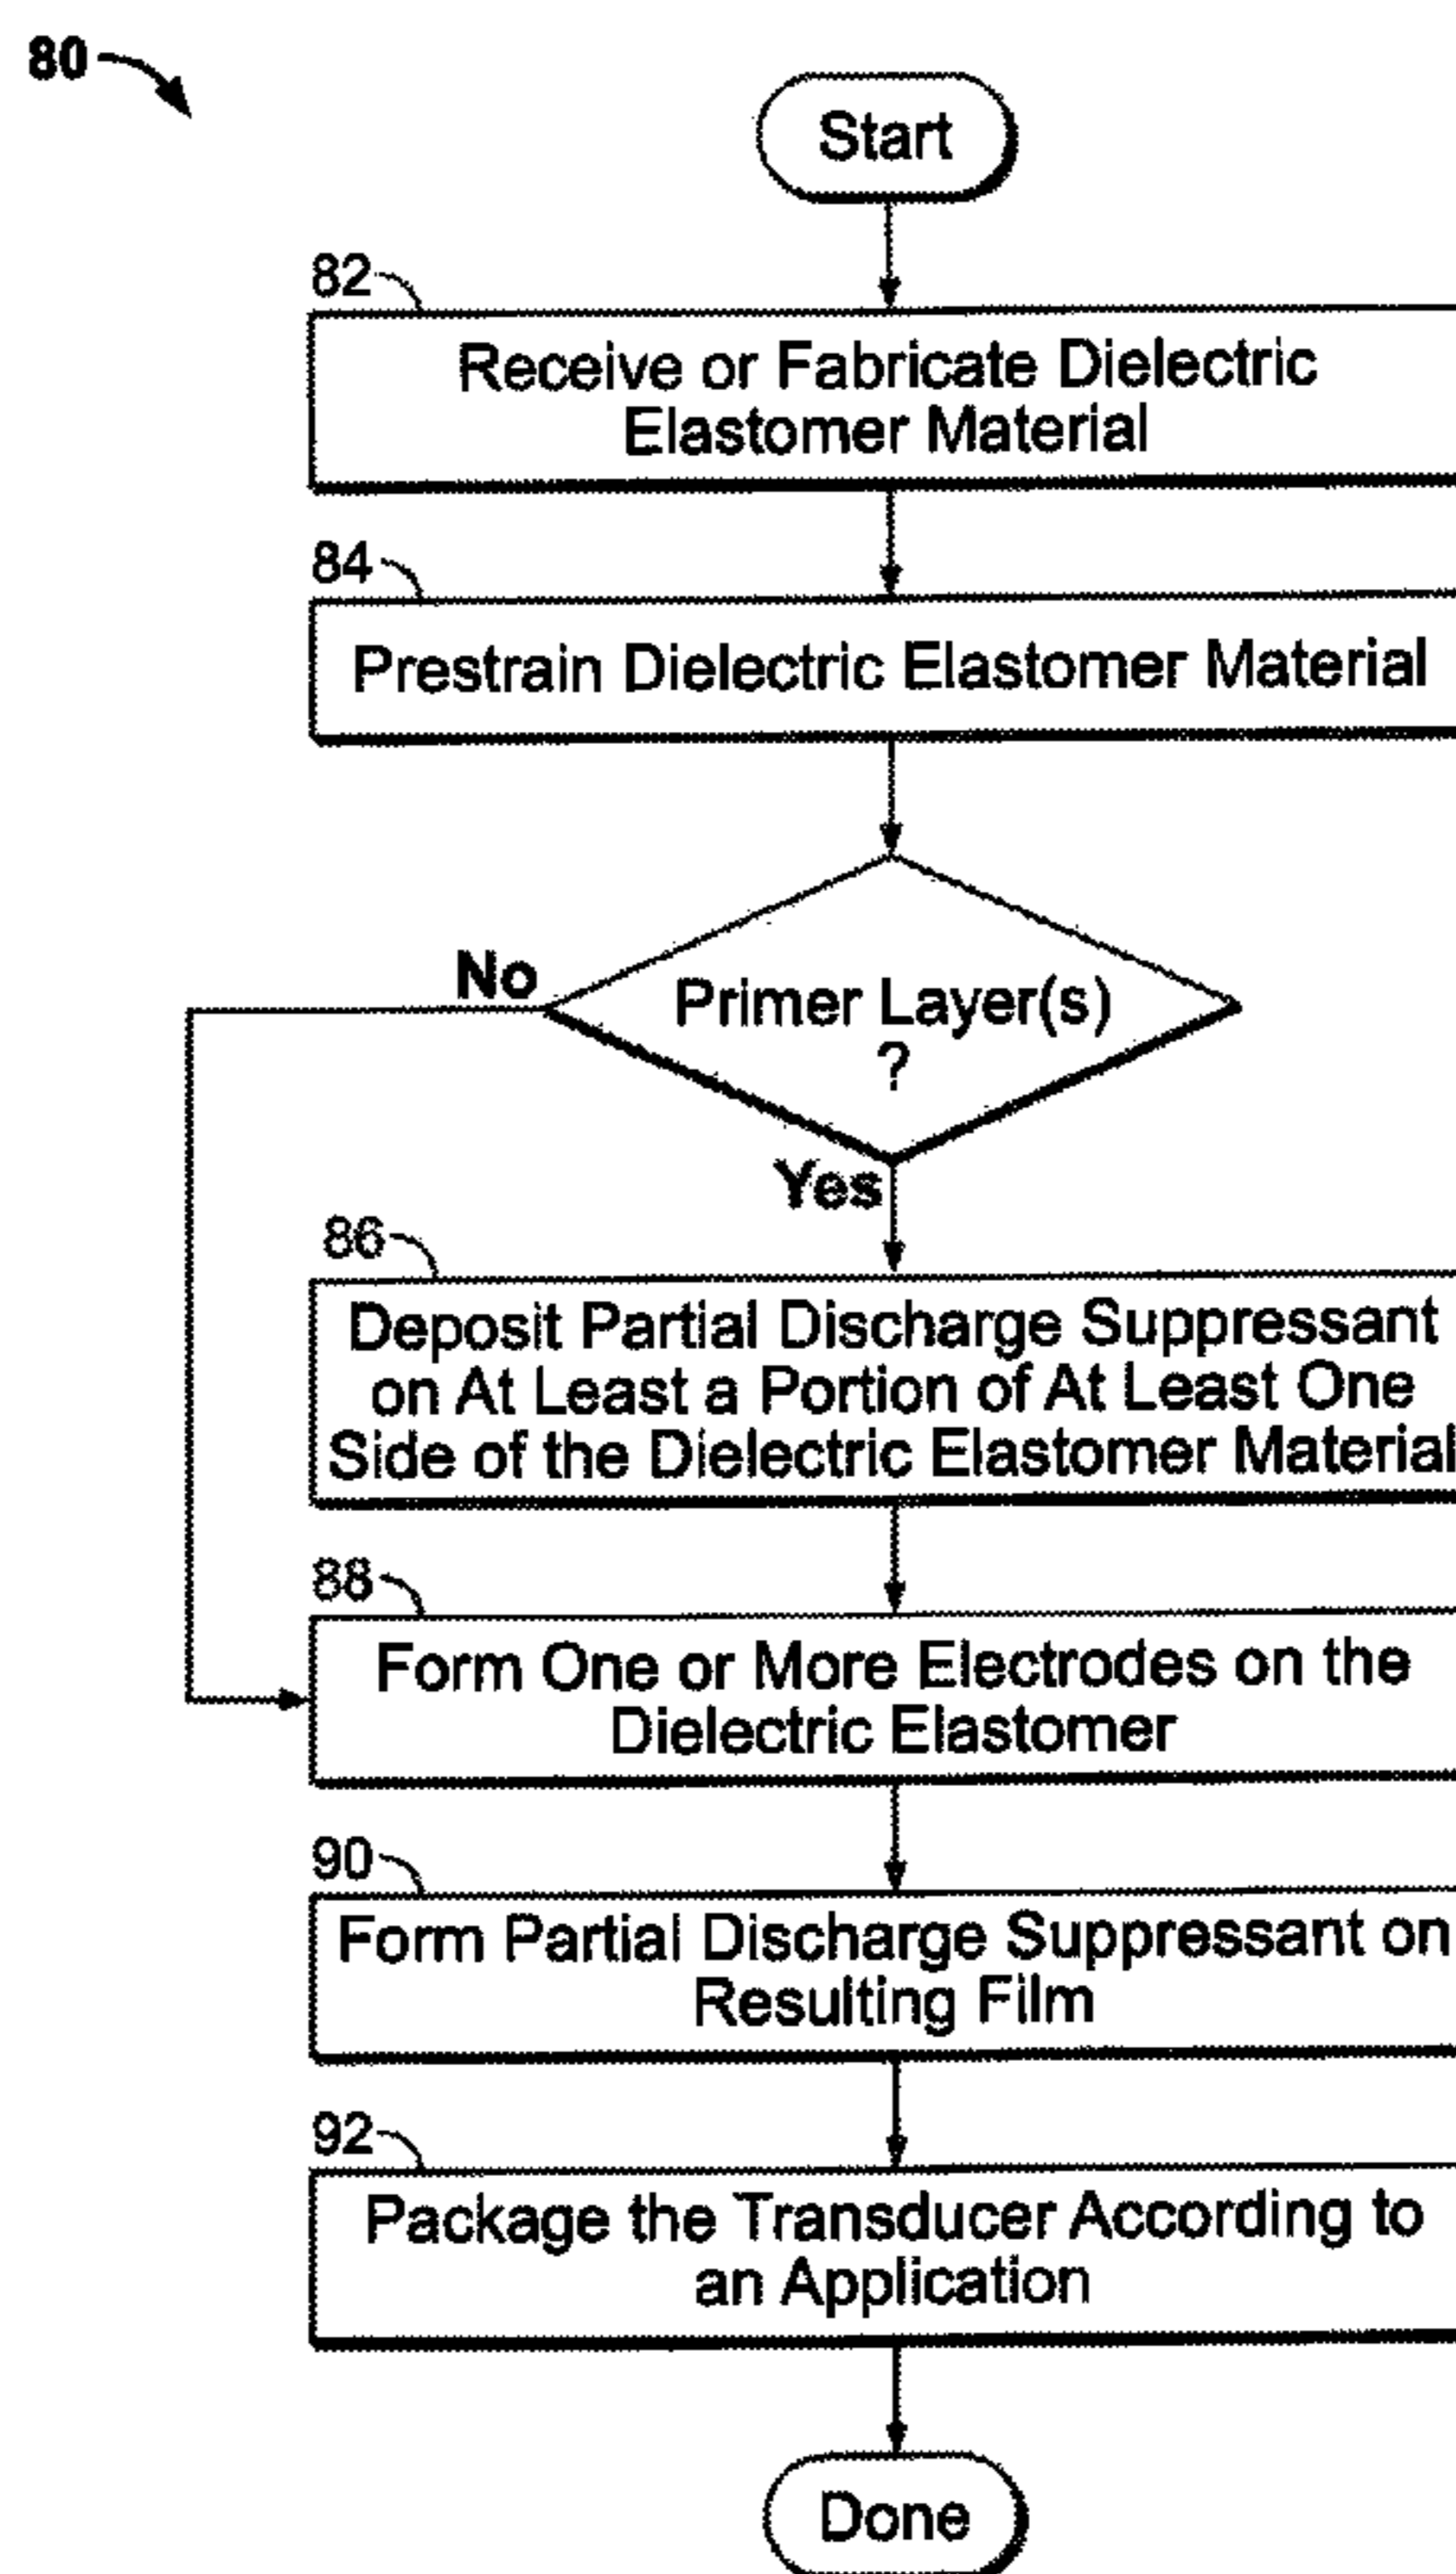 80
Start
82
Receive or Fabricate Dielectric
Elastomer Material
84
Prestrain Dielectric Elastomer Material
No
Primer Layer(s)
?
Yes
86
Deposit Partial Discharge Suppressant
on At Least a Portion of At Least One
Side of the Dielectric Elastomer Material
88
Form One or More Electrodes on the
Dielectric Elastomer
90
Form Partial Discharge Suppressant on
Resulting Film
92
Package the Transducer According to
an Application
Done